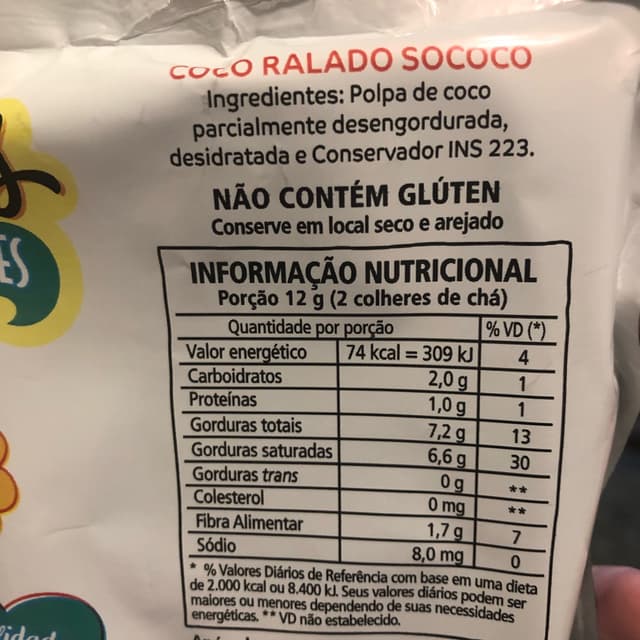 COCO RALADO SOCOCO
Ingredientes: Polpa de coco
parcialmente desengordurada,
desidratada e Conservador INS 223.
NÃO CONTÉM GLÚTEN
Conserve em local seco e arejado
INFORMAÇÃO NUTRICIONAL
Porção 12 g (2 colheres de chá)
Quantidade por porção % VD (*)
Valor energético 74 kcal = 309 kJ 4
Carboidratos 2,0 g 1
Proteínas 1,0 g 1
Gorduras totais 7,2 g 13
Gorduras saturadas 6,6 g 30
Gorduras trans 0 g **
Colesterol 0 mg **
Fibra Alimentar 1,7 g 7
Sódio 8,0 mg 0
* % Valores Diários de Referência com base em uma dieta
de 2.000 kcal ou 8.400 kJ. Seus valores diários podem ser
maiores ou menores dependendo de suas necessidades
energéticas. ** VD não estabelecido.